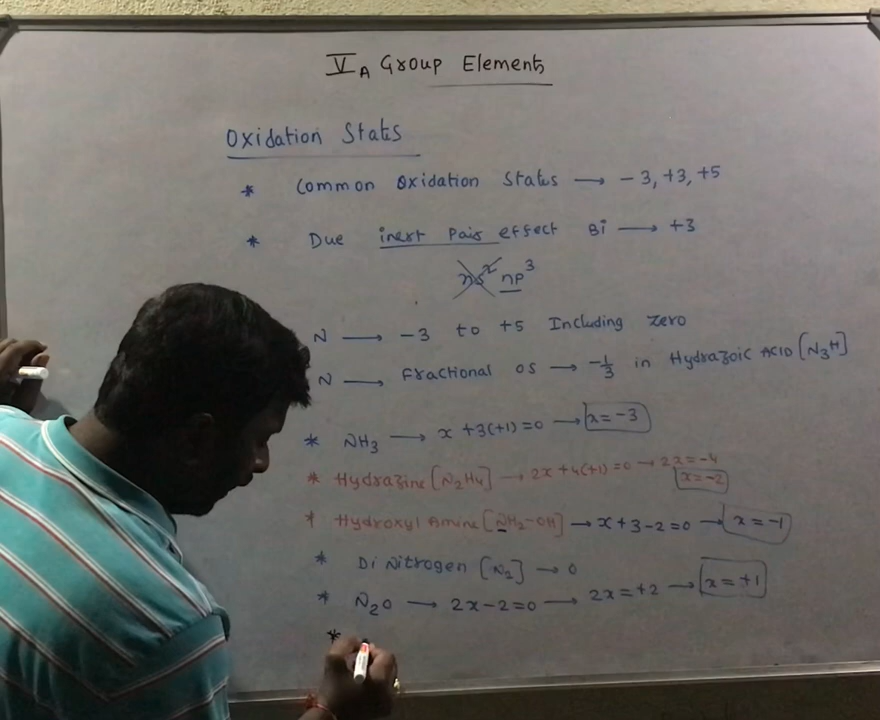 V A Group Elements
Oxidation States
* Common Oxidation States → -3, +3, +5
* Due inert Pair effect Bi → +3
ns² np³
N → -3 to +5 Including zero
N → Fractional OS → -1/3 in Hydrazoic ACID [N₃H]
* NH₃ → x + 3(+1) = 0 → x = -3
* Hydrazine [N₂H₄] → 2x + 4(+1) = 0 → 2x = -4
x = -2
* Hydroxyl Amine [NH₂-OH] → x + 3 - 2 = 0 → x = -1
* Di Nitrogen [N₂] → 0
* N₂O → 2x - 2 = 0 → 2x = +2 → x = +1
*